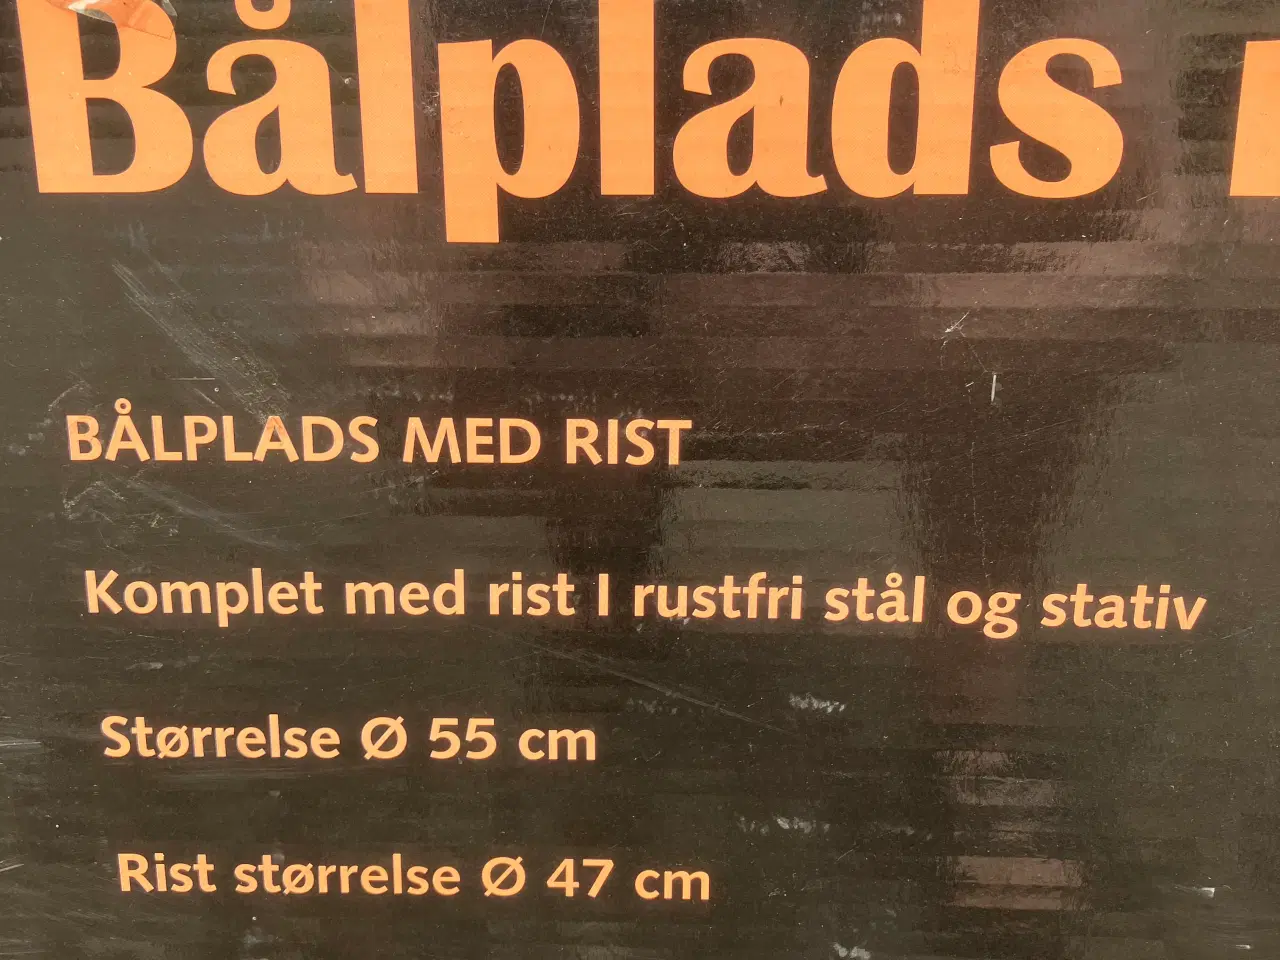 Bålplads
BÅLPLADS MED RIST
Komplet med rist I rustfri stål og stativ
Størrelse Ø 55 cm
Rist størrelse Ø 47 cm